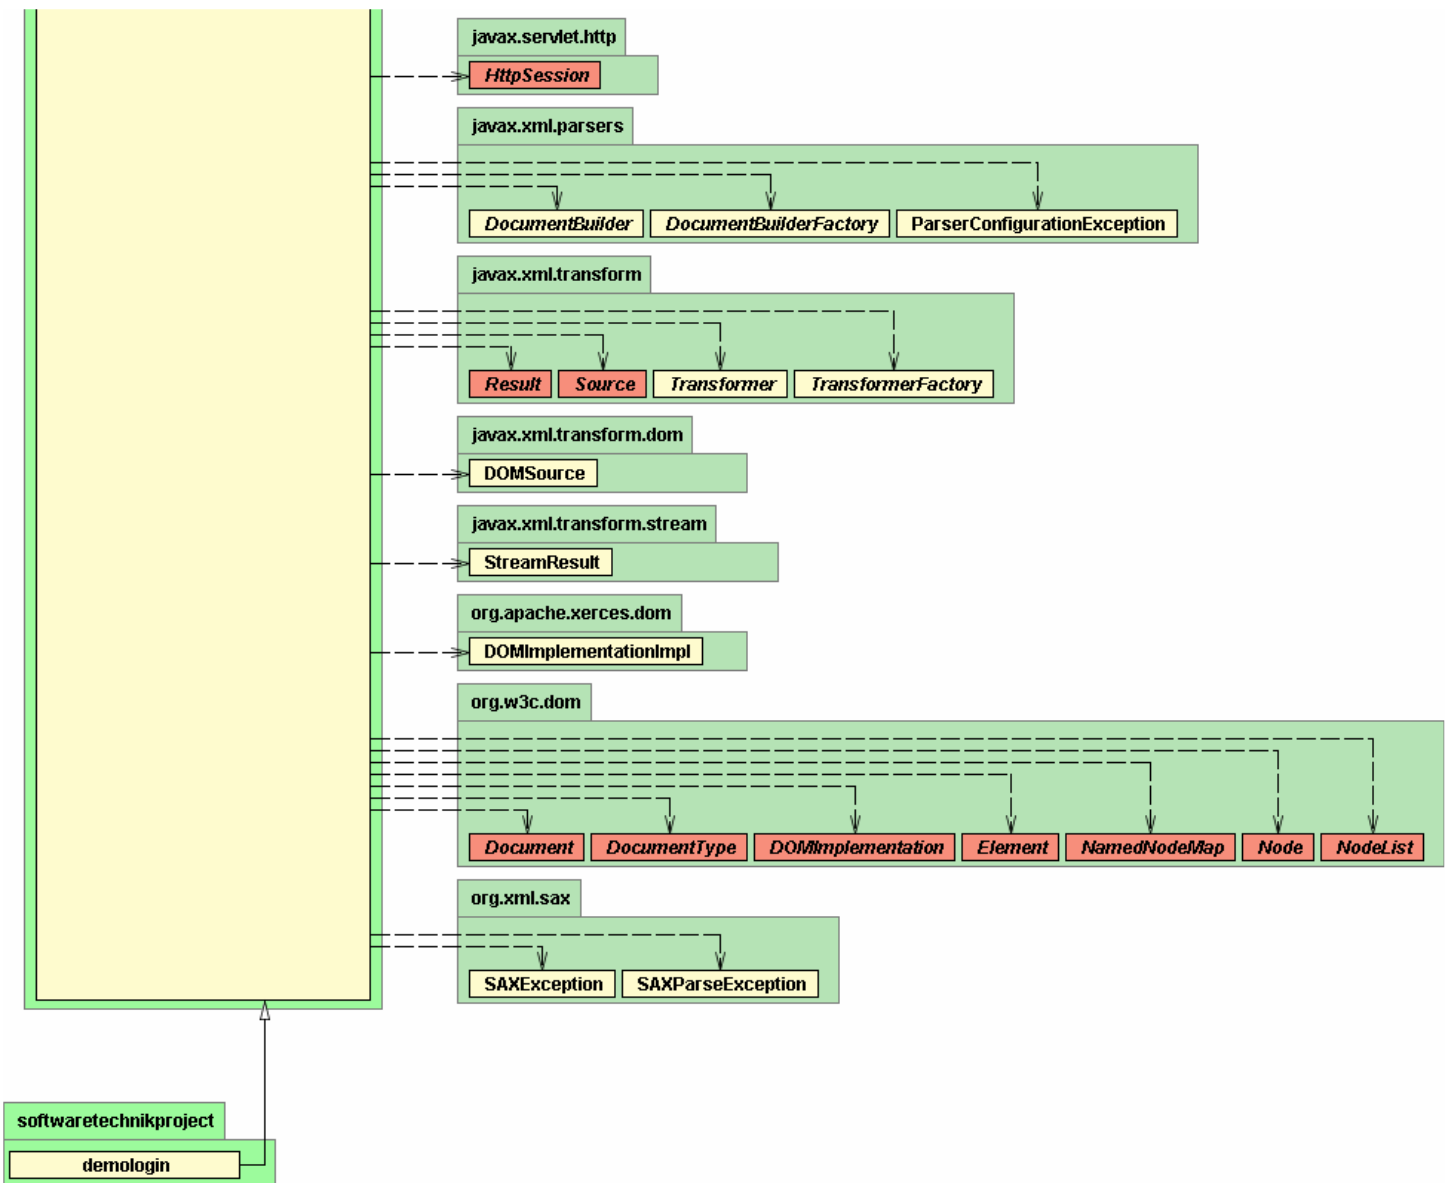 javax.servlet.http
HttpSession
javax.xml.parsers
DocumentBuilder DocumentBuilderFactory ParserConfigurationException
javax.xml.transform
Result Source Transformer TransformerFactory
javax.xml.transform.dom
DOMSource
javax.xml.transform.stream
StreamResult
org.apache.xerces.dom
DOMImplementationImpl
org.w3c.dom
Document DocumentType DOMImplementation Element NamedNodeMap Node NodeList
org.xml.sax
SAXException SAXParseException
softwaretechnikproject
demologin